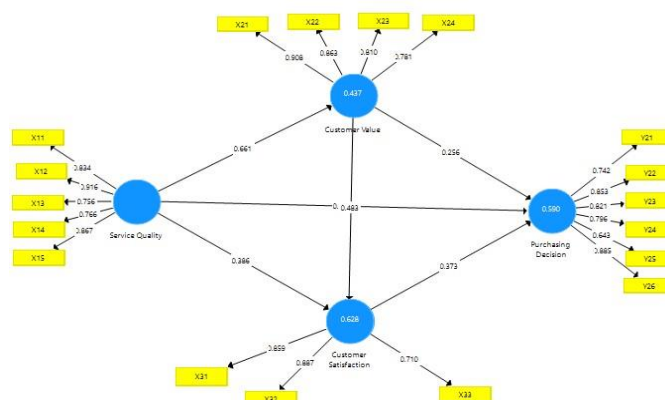 X21
X22
X23
X24
0.908
0.863
0.810
0.781
0.437
Customer Value
X11
X12
X13
X14
X15
0.834
0.916
0.756
0.766
0.867
Service Quality
0.661
0.256
0.493
0.386
0.373
Y21
Y22
Y23
Y24
Y25
Y26
0.742
0.853
0.821
0.796
0.643
0.885
0.590
Purchasing
Decision
0.628
Customer
Satisfaction
0.859
0.887
0.710
X31
X32
X33